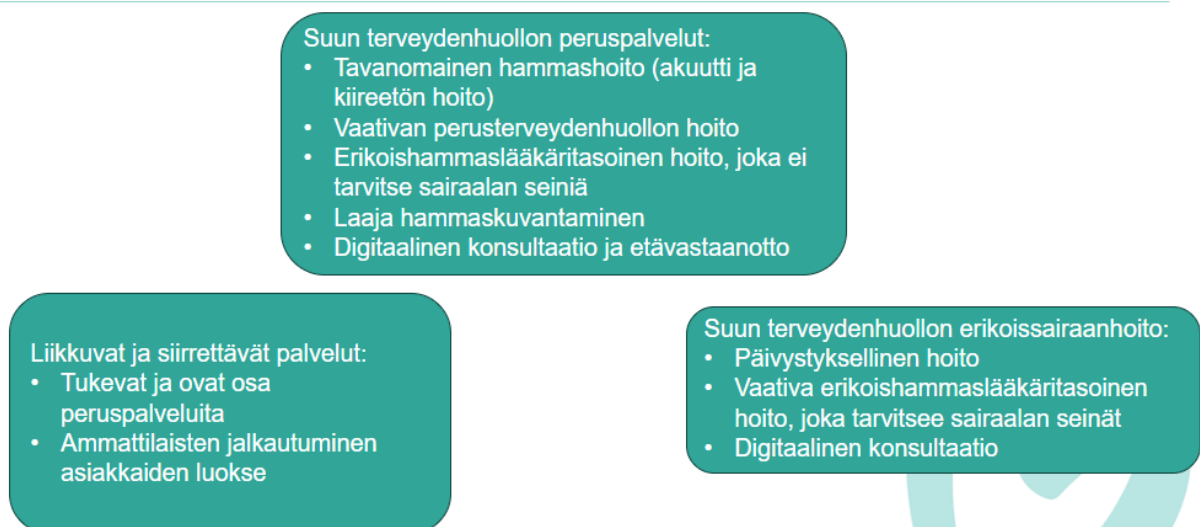 Suun terveydenhuollon peruspalvelut:
• Tavanomainen hammashoito (akuutti ja
kiireetön hoito)
• Vaativan perusterveydenhuollon hoito
• Erikoishammaslääkäritasoinen hoito, joka ei
tarvitse sairaalan seiniä
• Laaja hammaskuvantaminen
• Digitaalinen konsultaatio ja etävastaanotto
Liikkuvat ja siirrettävät palvelut:
• Tukevat ja ovat osa
peruspalveluita
• Ammattilaisten jalkautuminen
asiakkaiden luokse
Suun terveydenhuollon erikoissairaanhoito:
• Päivystyksellinen hoito
• Vaativa erikoishammaslääkäritasoinen
hoito, joka tarvitsee sairaalan seinät
• Digitaalinen konsultaatio